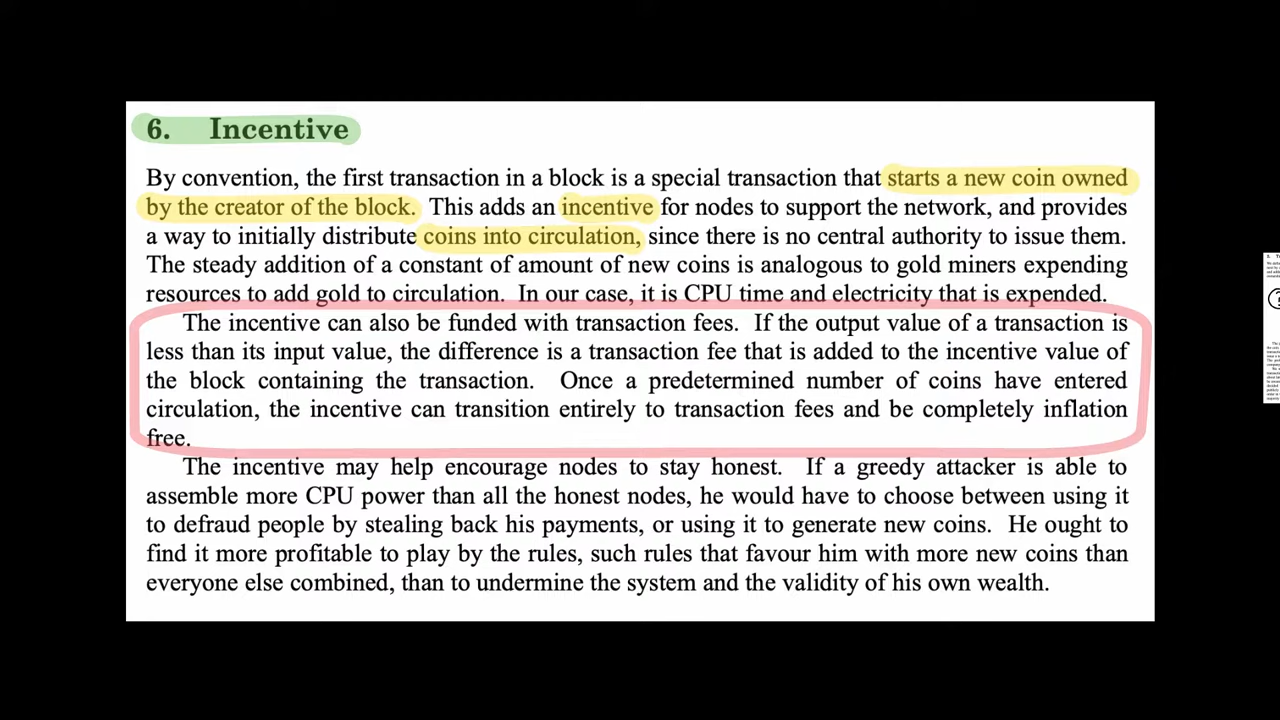 6. Incentive
By convention, the first transaction in a block is a special transaction that starts a new coin owned
by the creator of the block. This adds an incentive for nodes to support the network, and provides
a way to initially distribute coins into circulation, since there is no central authority to issue them.
The steady addition of a constant of amount of new coins is analogous to gold miners expending
resources to add gold to circulation. In our case, it is CPU time and electricity that is expended.
The incentive can also be funded with transaction fees. If the output value of a transaction is
less than its input value, the difference is a transaction fee that is added to the incentive value of
the block containing the transaction. Once a predetermined number of coins have entered
circulation, the incentive can transition entirely to transaction fees and be completely inflation
free.
The incentive may help encourage nodes to stay honest. If a greedy attacker is able to
assemble more CPU power than all the honest nodes, he would have to choose between using it
to defraud people by stealing back his payments, or using it to generate new coins. He ought to
find it more profitable to play by the rules, such rules that favour him with more new coins than
everyone else combined, than to undermine the system and the validity of his own wealth.